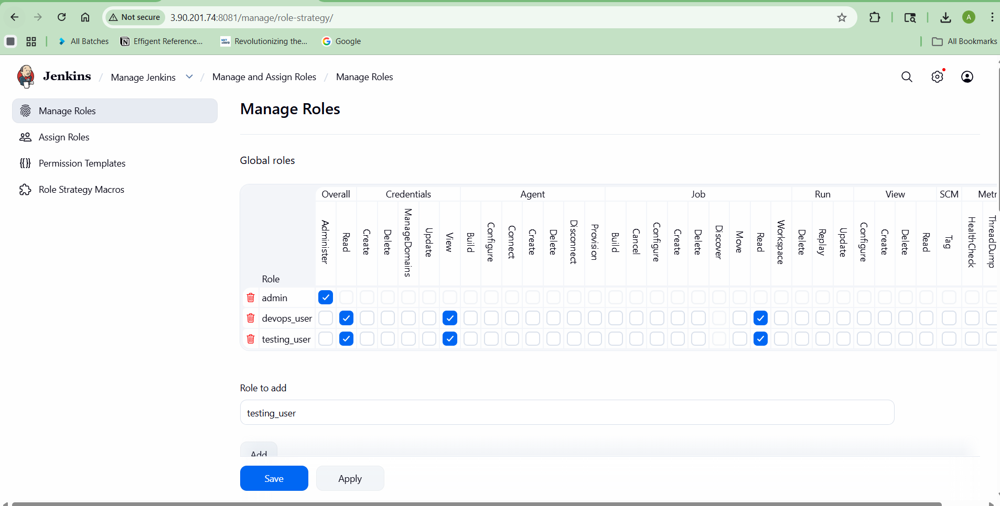 Not secure 3.90.201.74:8081/manage/role-strategy/ A
All Batches Effigent Reference... Revolutionizing the... Google All Bookmarks
Jenkins / Manage Jenkins / Manage and Assign Roles / Manage Roles
Manage Roles
Assign Roles
Permission Templates
Role Strategy Macros
Manage Roles
Global roles
Overall Credentials Agent Job Run View SCM Metr
Role Administer Read Create Delete ManageDomains Update View Build Configure Connect Create Delete Disconnect Provision Build Cancel Configure Create Delete Discover Move Read Workspace Delete Replay Update Configure Create Delete Read Tag HealthCheck ThreadDump
admin
devops_user
testing_user
Role to add
testing_user
Add
Save Apply